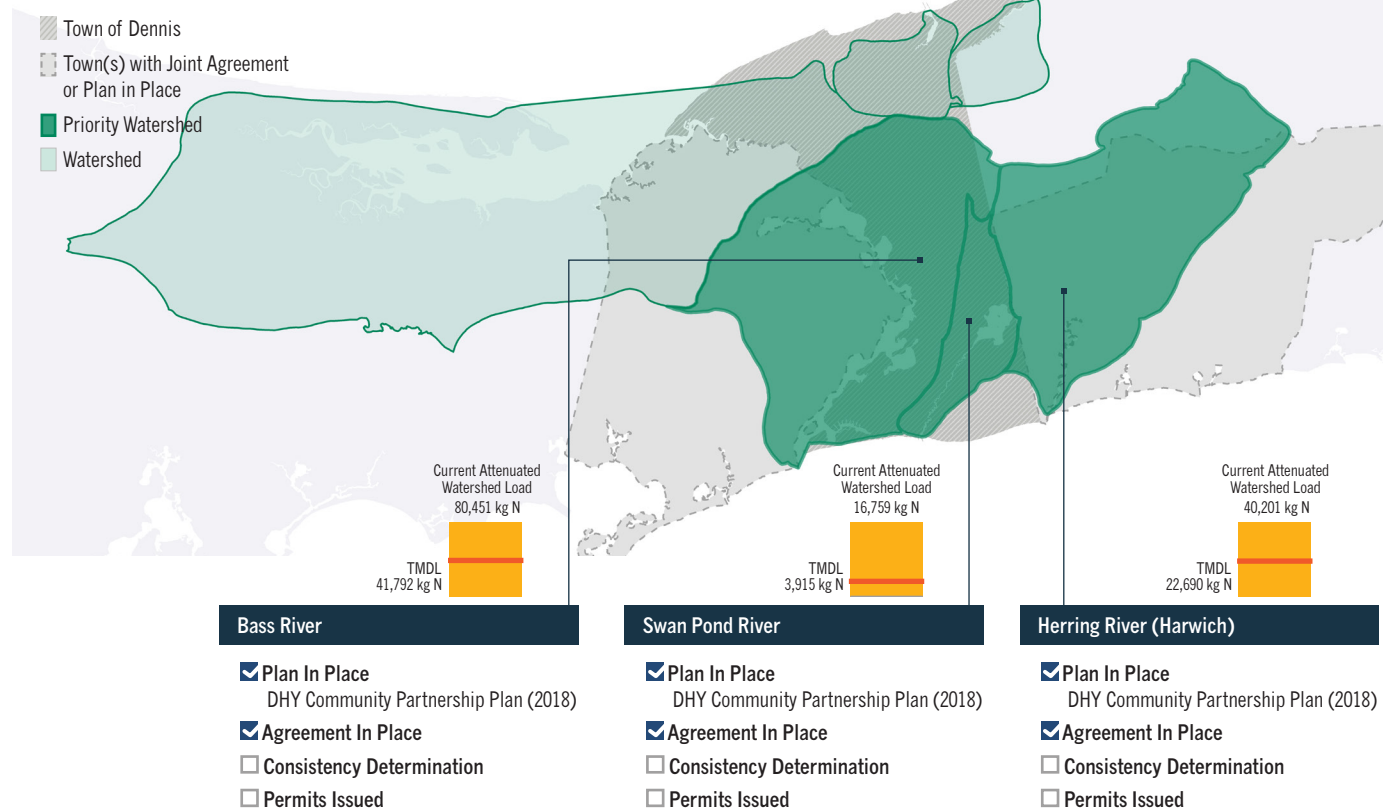 Town of Dennis
Town(s) with Joint Agreement
or Plan in Place
Priority Watershed
Watershed
Current Attenuated
Watershed Load
80,451 kg N
TMDL
41,792 kg N
Current Attenuated
Watershed Load
16,759 kg N
TMDL
3,915 kg N
Current Attenuated
Watershed Load
40,201 kg N
TMDL
22,690 kg N
Bass River
Plan In Place
DHY Community Partnership Plan (2018)
Agreement In Place
Consistency Determination
Permits Issued
Swan Pond River
Plan In Place
DHY Community Partnership Plan (2018)
Agreement In Place
Consistency Determination
Permits Issued
Herring River (Harwich)
Plan In Place
DHY Community Partnership Plan (2018)
Agreement In Place
Consistency Determination
Permits Issued